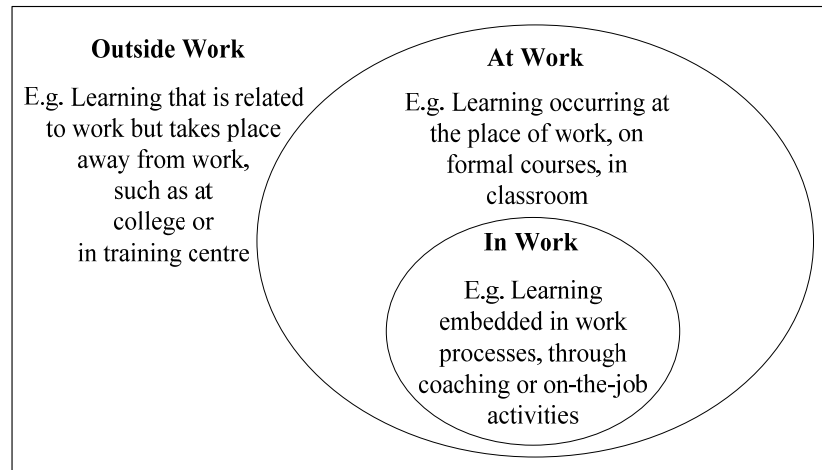 Outside Work
E.g. Learning that is related
to work but takes place
away from work,
such as at
college or
in training centre
At Work
E.g. Learning occurring at
the place of work, on
formal courses, in
classroom
In Work
E.g. Learning
embedded in work
processes, through
coaching or on-the-job
activities